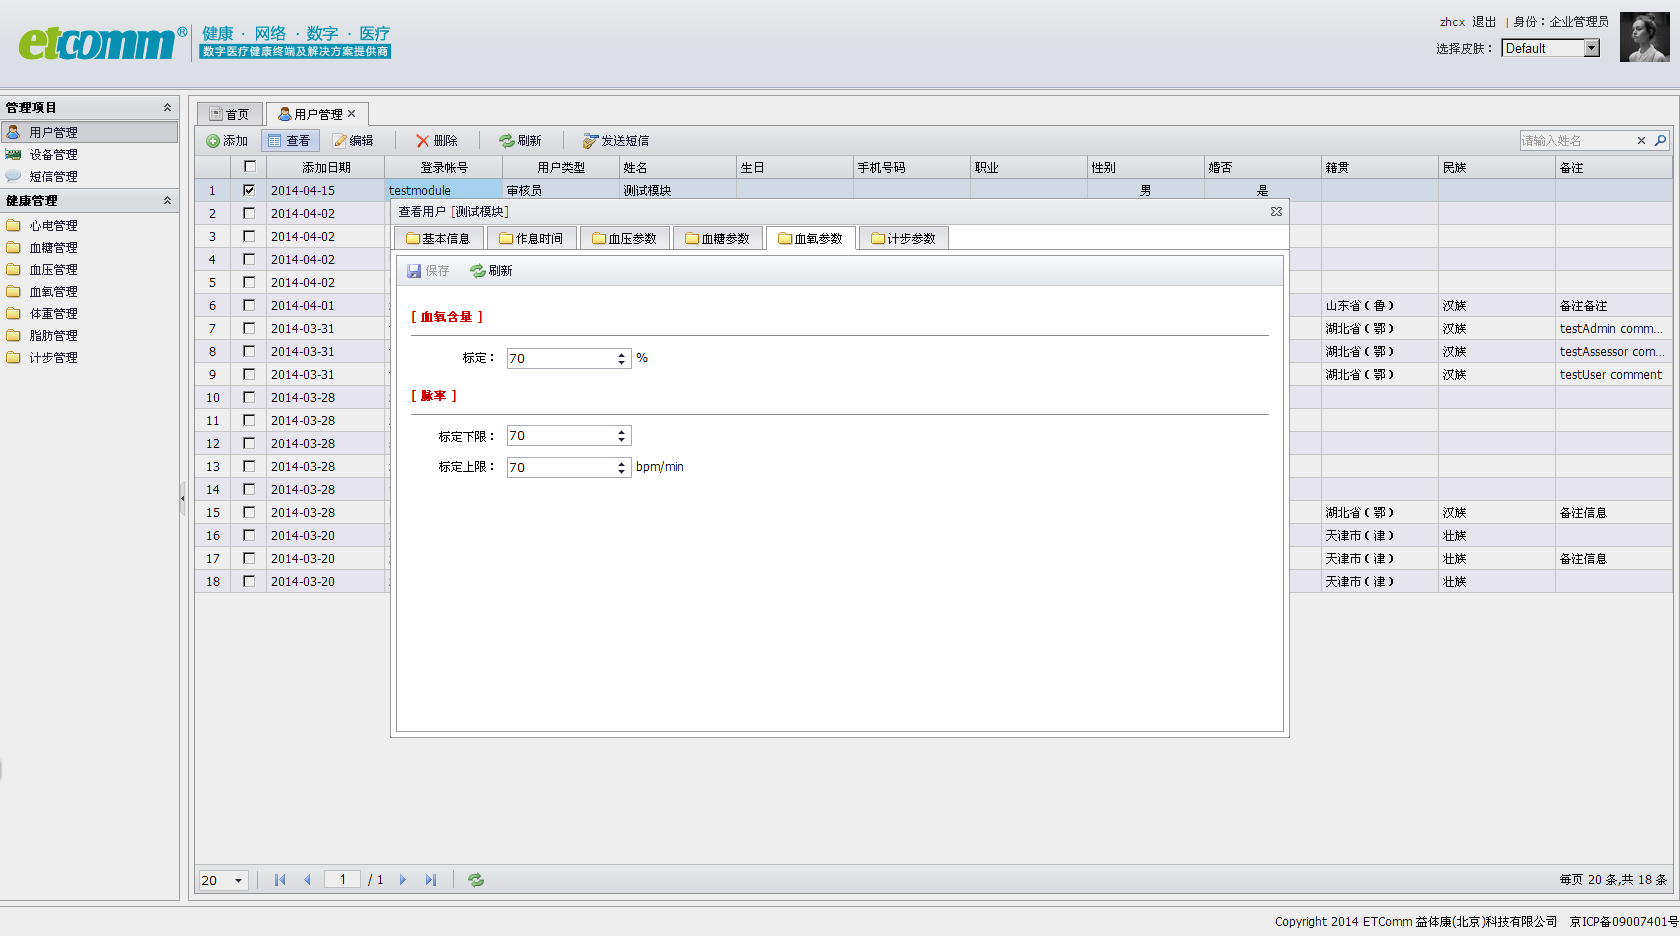 etcomm®
健康 · 网络 · 数字 · 医疗
数字医疗健康终端及解决方案提供商
zhcx 退出 | 身份：企业管理员
选择皮肤： Default
管理项目
用户管理
设备管理
短信管理
健康管理
心电管理
血糖管理
血压管理
血氧管理
体重管理
脂肪管理
计步管理
首页 用户管理
添加 查看 编辑 删除 刷新 发送短信 请输入姓名
添加日期 登录帐号 用户类型 姓名 生日 手机号码 职业 性别 婚否 籍贯 民族 备注
1 2014-04-15 testmodule 审核员 测试模块 男 是
2 2014-04-02
3 2014-04-02
4 2014-04-02
5 2014-04-02
6 2014-04-01 山东省（鲁） 汉族 备注备注
7 2014-03-31 湖北省（鄂） 汉族 testAdmin comm...
8 2014-03-31 湖北省（鄂） 汉族 testAssessor com...
9 2014-03-31 湖北省（鄂） 汉族 testUser comment
10 2014-03-28
11 2014-03-28
12 2014-03-28
13 2014-03-28
14 2014-03-28
15 2014-03-28 湖北省（鄂） 汉族 备注信息
16 2014-03-20 天津市（津） 壮族
17 2014-03-20 天津市（津） 壮族 备注信息
18 2014-03-20 天津市（津） 壮族
查看用户 [测试模块]
基本信息 作息时间 血压参数 血糖参数 血氧参数 计步参数
保存 刷新
[ 血氧含量 ]
标定： 70 %
[ 脉率 ]
标定下限： 70
标定上限： 70 bpm/min
20 1 / 1 每页 20 条,共 18 条
Copyright 2014 ETComm 益体康(北京)科技有限公司 京ICP备09007401号